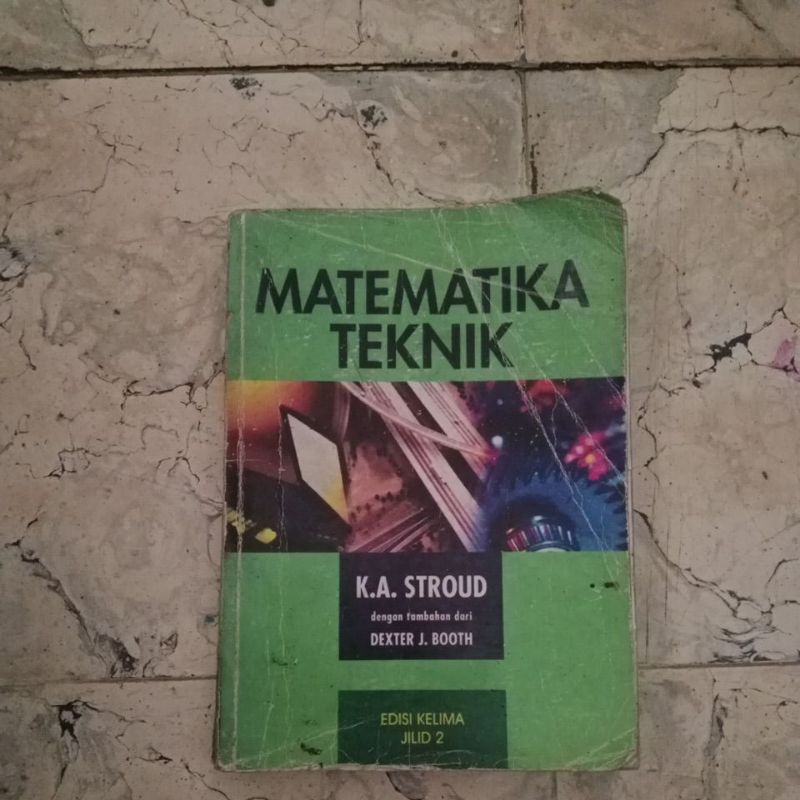 MATEMATIKA
TEKNIK
K.A. STROUD
dengan tambahan dari
DEXTER J. BOOTH
EDISI KELIMA
JILID 2